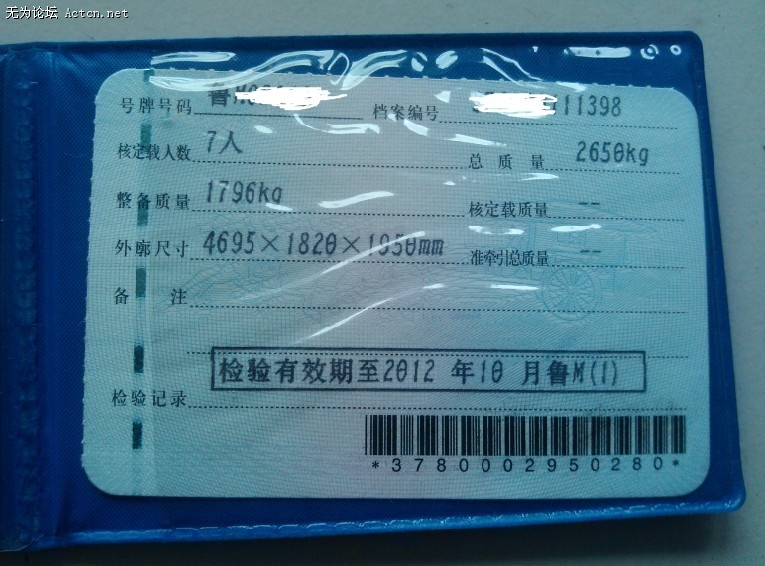 无为论坛 Actcn.net
号牌号码 鲁 档案编号 11398
核定载人数 7人 总质量 2650kg
整备质量 1796kg 核定载质量 --
外廓尺寸 4695×1820×1950mm 准牵引总质量 --
备注
检验有效期至2012 年10 月鲁M(1)
检验记录
*3780002950280*